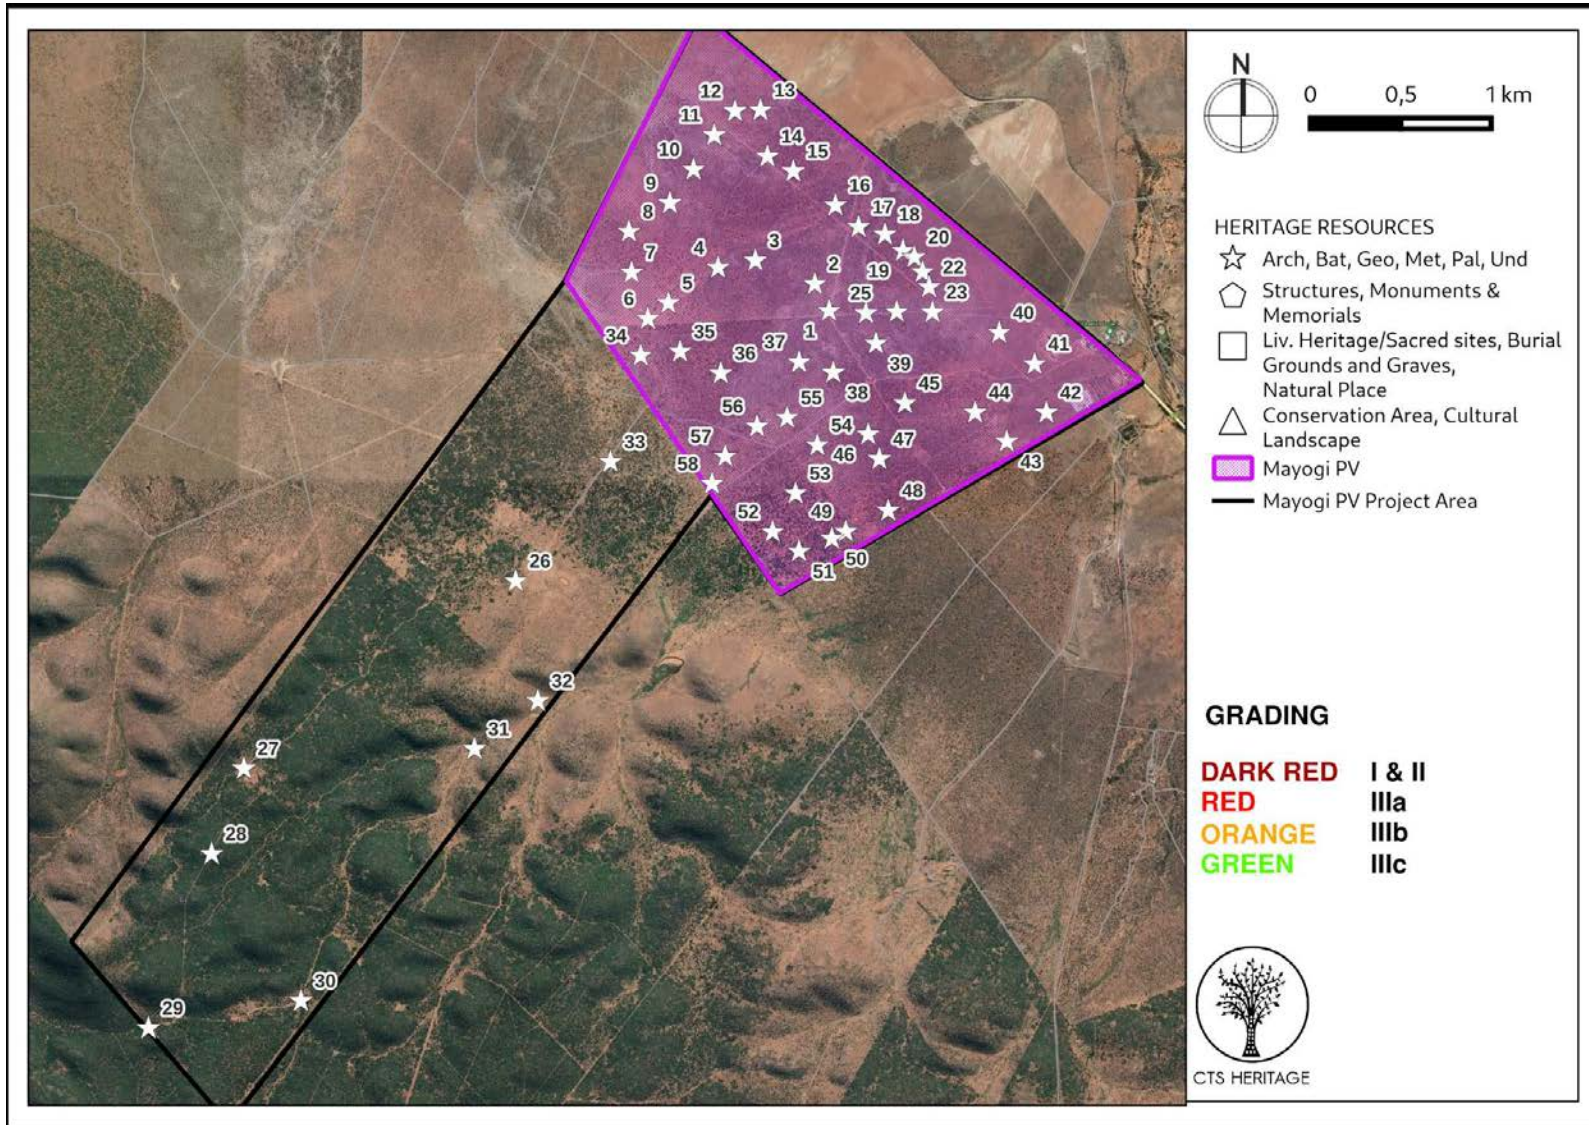 12
13
11
14
15
10
9
16
8
17
18
20
3
4
7
2
19
22
5
25
23
6
40
1
34
35
37
41
36
39
38
45
44
42
55
56
54
47
43
57
46
33
58
53
48
52
49
50
51
26
32
31
27
28
30
29
N
0 0,5 1 km
HERITAGE RESOURCES
Arch, Bat, Geo, Met, Pal, Und
Structures, Monuments &
Memorials
Liv. Heritage/Sacred sites, Burial
Grounds and Graves,
Natural Place
Conservation Area, Cultural
Landscape
Mayogi PV
Mayogi PV Project Area
GRADING
DARK RED I & II
RED IIIa
ORANGE IIIb
GREEN IIIc
CTS HERITAGE